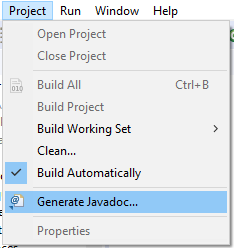 Project Run Window Help
Open Project
Close Project
Build All Ctrl+B
Build Project
Build Working Set
Clean...
Build Automatically
Generate Javadoc...
Properties